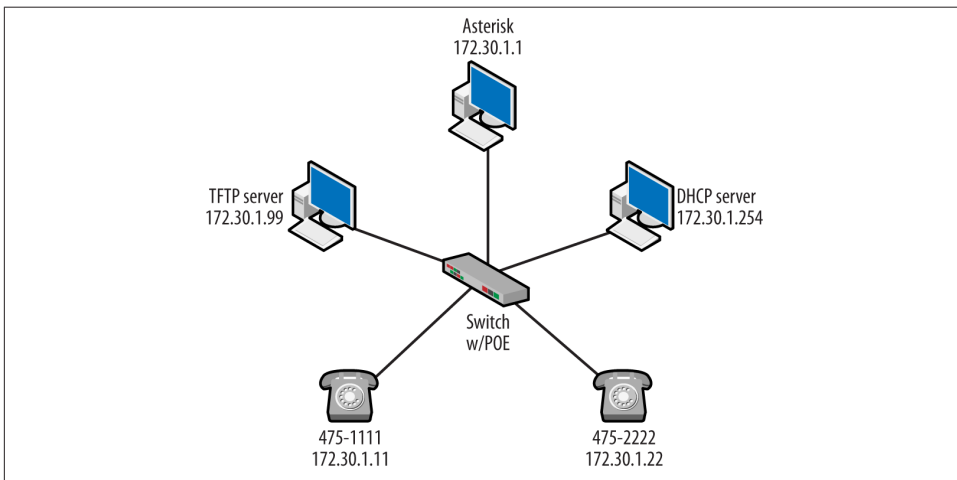 Asterisk
172.30.1.1
TFTP server
172.30.1.99
DHCP server
172.30.1.254
Switch
w/POE
475-1111
172.30.1.11
475-2222
172.30.1.22